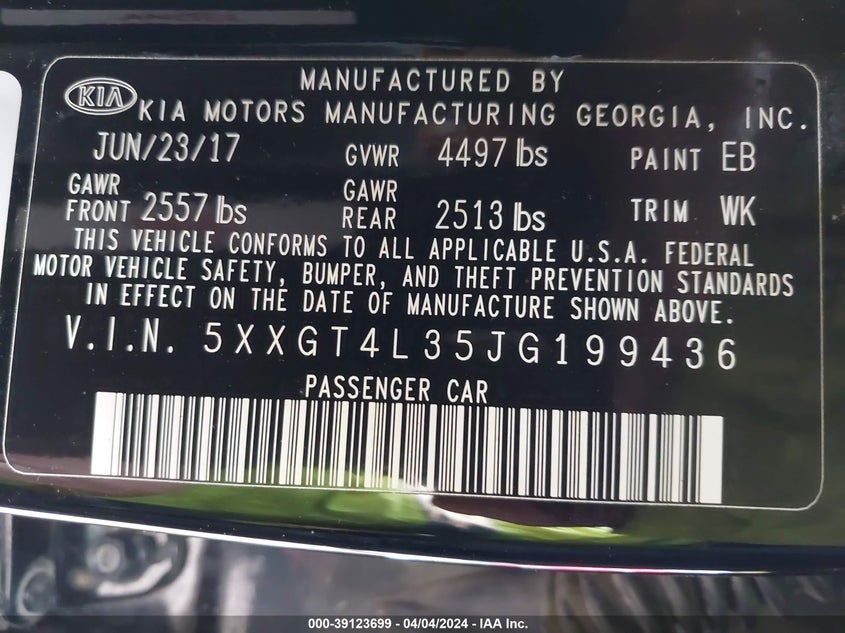 MANUFACTURED BY
KIA KIA MOTORS MANUFACTURING GEORGIA, INC.
JUN/23/17 GVWR 4497 lbs PAINT EB
GAWR FRONT 2557 lbs GAWR REAR 2513 lbs TRIM WK
THIS VEHICLE CONFORMS TO ALL APPLICABLE U.S.A. FEDERAL
MOTOR VEHICLE SAFETY, BUMPER, AND THEFT PREVENTION STANDARDS
IN EFFECT ON THE DATE OF MANUFACTURE SHOWN ABOVE.
V.I.N. 5XXGT4L35JG199436
PASSENGER CAR
000-39123699 - 04/04/2024 - IAA Inc.